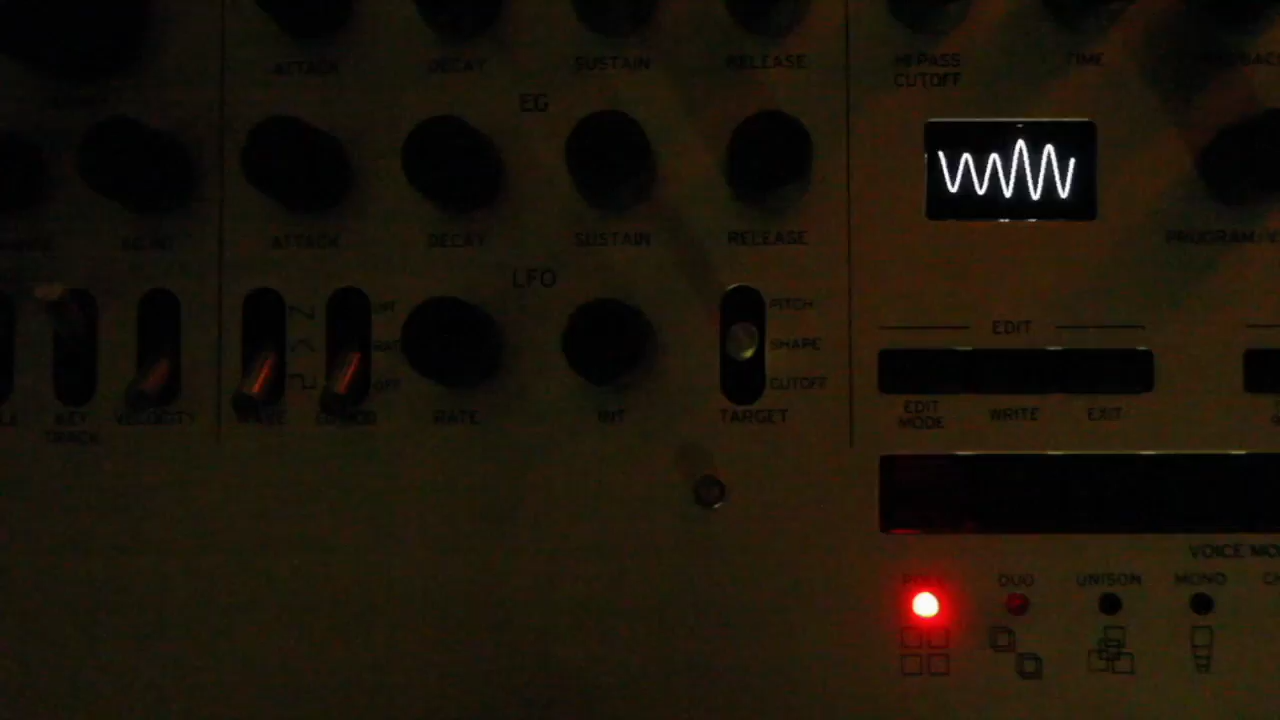 ATTACK DECAY SUSTAIN RELEASE
HI PASS CUTOFF
TIME
EG
ATTACK DECAY SUSTAIN RELEASE
PROGRAM/V
LFO
PITCH
SHAPE
CUTOFF
KEY TRACK
VELOCITY
RATE
INT
TARGET
EDIT
EDIT MODE
WRITE
EXIT
VOICE MO
POLY
DUO
UNISON
MONO